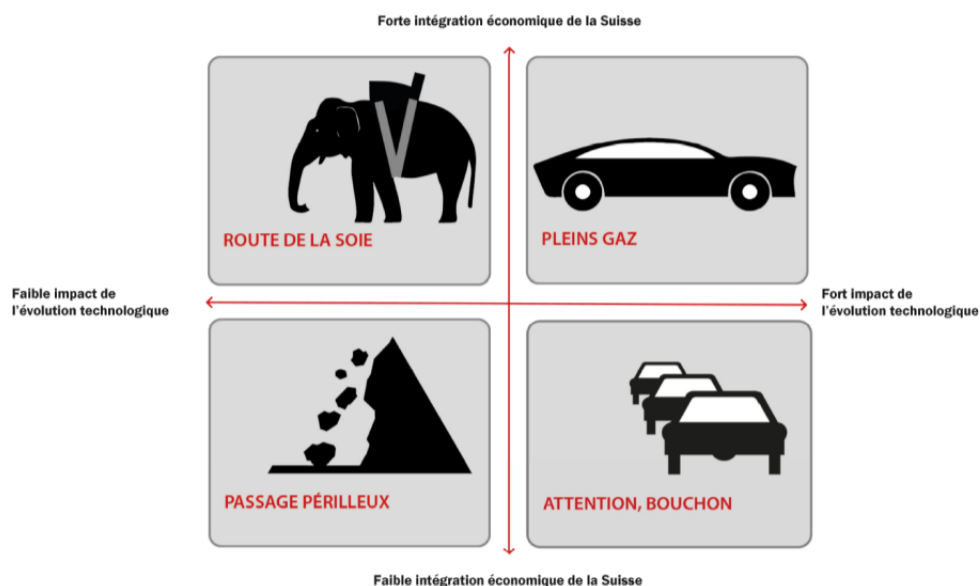 Forte intégration économique de la Suisse
ROUTE DE LA SOIE
PLEINS GAZ
Faible impact de
l'évolution technologique
Fort impact de
l'évolution technologique
PASSAGE PÉRILLEUX
ATTENTION, BOUCHON
Faible intégration économique de la Suisse